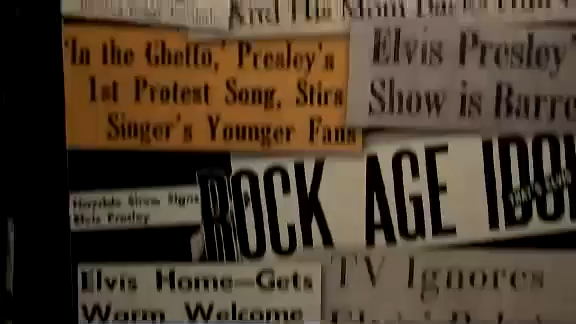 'In the Ghetto,' Presley's
1st Protest Song, Stirs
Singer's Younger Fans
Elvis Presley'
Show is Barre
Elvis Presley
ROCK AGE IDOL
Elvis Home—Gets
Warm Welcome
TV Ignores